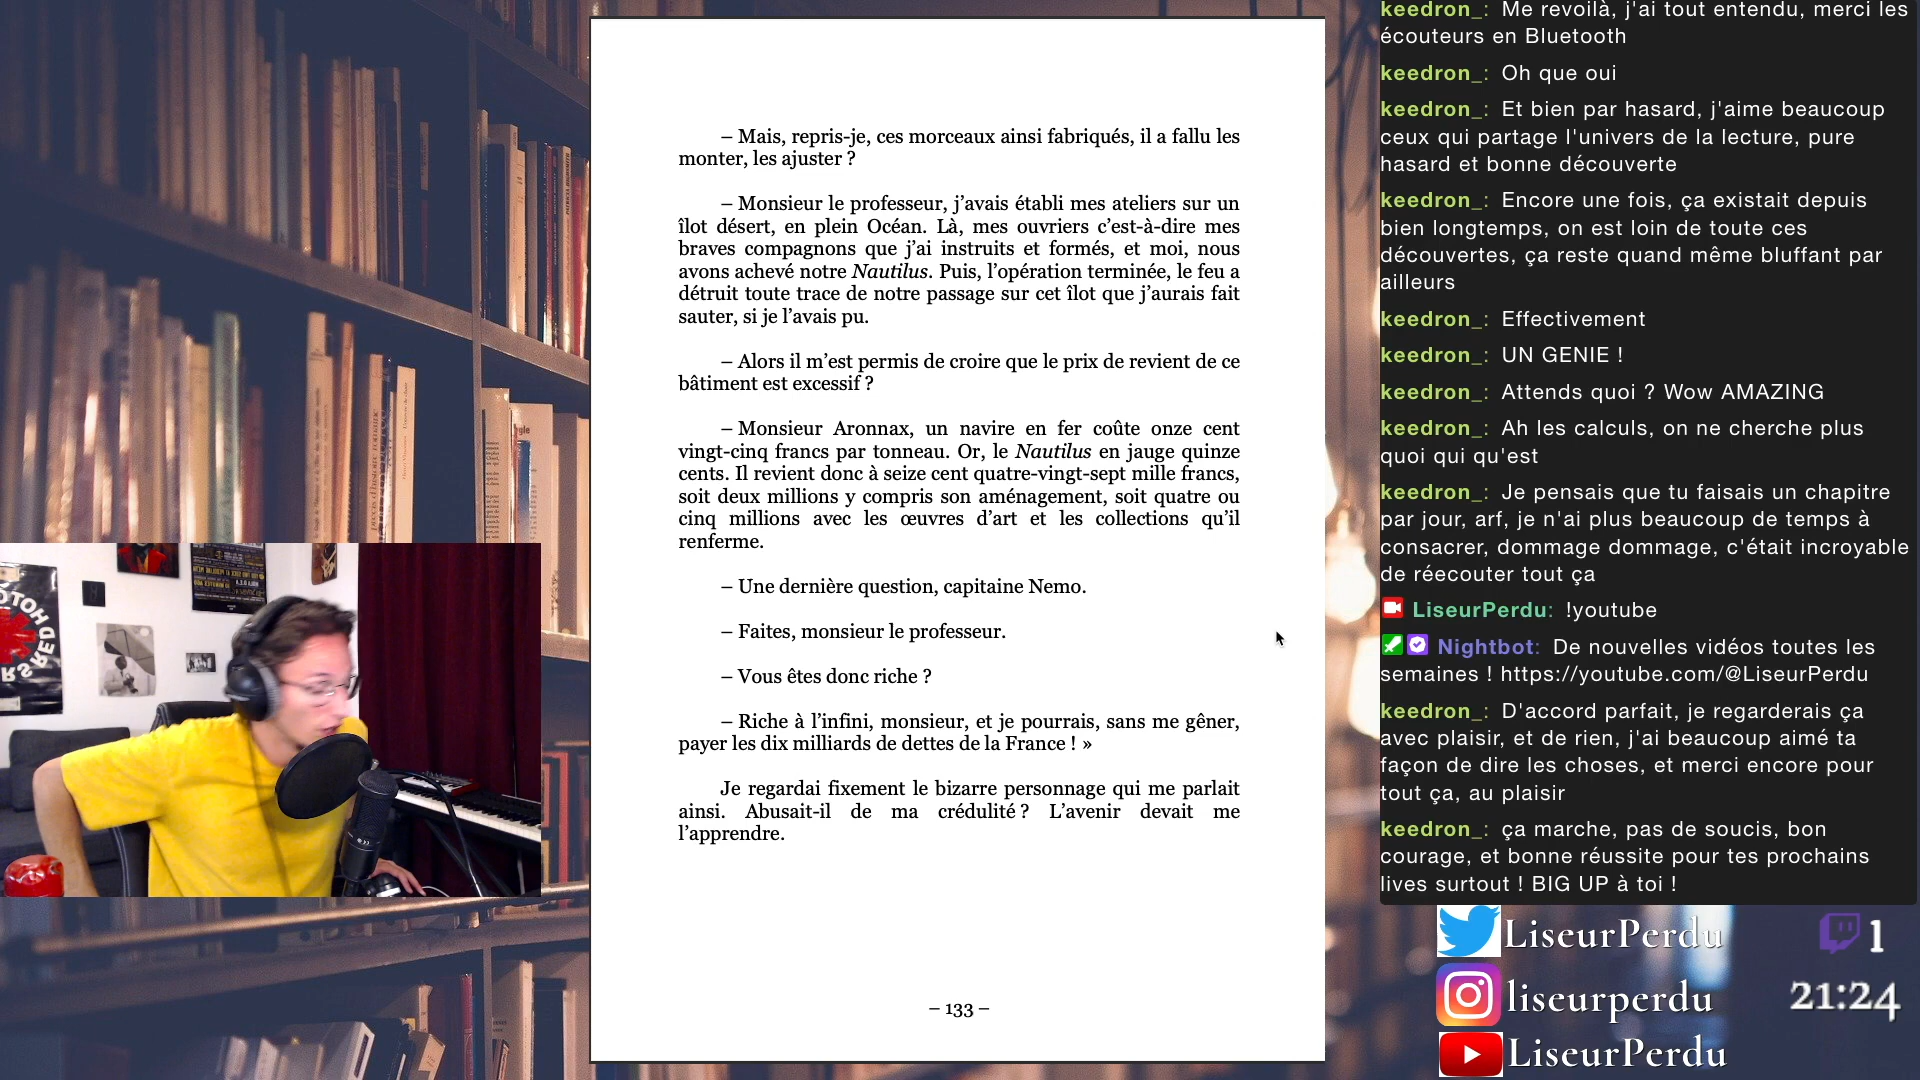 – Mais, repris-je, ces morceaux ainsi fabriqués, il a fallu les
monter, les ajuster ?
– Monsieur le professeur, j’avais établi mes ateliers sur un
îlot désert, en plein Océan. Là, mes ouvriers c’est-à-dire mes
braves compagnons que j’ai instruits et formés, et moi, nous
avons achevé notre Nautilus. Puis, l’opération terminée, le feu a
détruit toute trace de notre passage sur cet îlot que j’aurais fait
sauter, si je l’avais pu.
– Alors il m’est permis de croire que le prix de revient de ce
bâtiment est excessif ?
– Monsieur Aronnax, un navire en fer coûte onze cent
vingt-cinq francs par tonneau. Or, le Nautilus en jauge quinze
cents. Il revient donc à seize cent quatre-vingt-sept mille francs,
soit deux millions y compris son aménagement, soit quatre ou
cinq millions avec les œuvres d’art et les collections qu’il
renferme.
– Une dernière question, capitaine Nemo.
– Faites, monsieur le professeur.
– Vous êtes donc riche ?
– Riche à l’infini, monsieur, et je pourrais, sans me gêner,
payer les dix milliards de dettes de la France ! »
Je regardai fixement le bizarre personnage qui me parlait
ainsi. Abusait-il de ma crédulité ? L’avenir devait me
l’apprendre.
– 133 –
keedron_: Me revoilà, j'ai tout entendu, merci les
écouteurs en Bluetooth
keedron_: Oh que oui
keedron_: Et bien par hasard, j'aime beaucoup
ceux qui partage l'univers de la lecture, pure
hasard et bonne découverte
keedron_: Encore une fois, ça existait depuis
bien longtemps, on est loin de toute ces
découvertes, ça reste quand même bluffant par
ailleurs
keedron_: Effectivement
keedron_: UN GENIE !
keedron_: Attends quoi ? Wow AMAZING
keedron_: Ah les calculs, on ne cherche plus
quoi qui qu'est
keedron_: Je pensais que tu faisais un chapitre
par jour, arf, je n'ai plus beaucoup de temps à
consacrer, dommage dommage, c'était incroyable
de réecouter tout ça
LiseurPerdu: !youtube
Nightbot: De nouvelles vidéos toutes les
semaines ! https://youtube.com/@LiseurPerdu
keedron_: D'accord parfait, je regarderais ça
avec plaisir, et de rien, j'ai beaucoup aimé ta
façon de dire les choses, et merci encore pour
tout ça, au plaisir
keedron_: ça marche, pas de soucis, bon
courage, et bonne réussite pour tes prochains
lives surtout ! BIG UP à toi !
LiseurPerdu
1
liseurperdu
21:24
LiseurPerdu